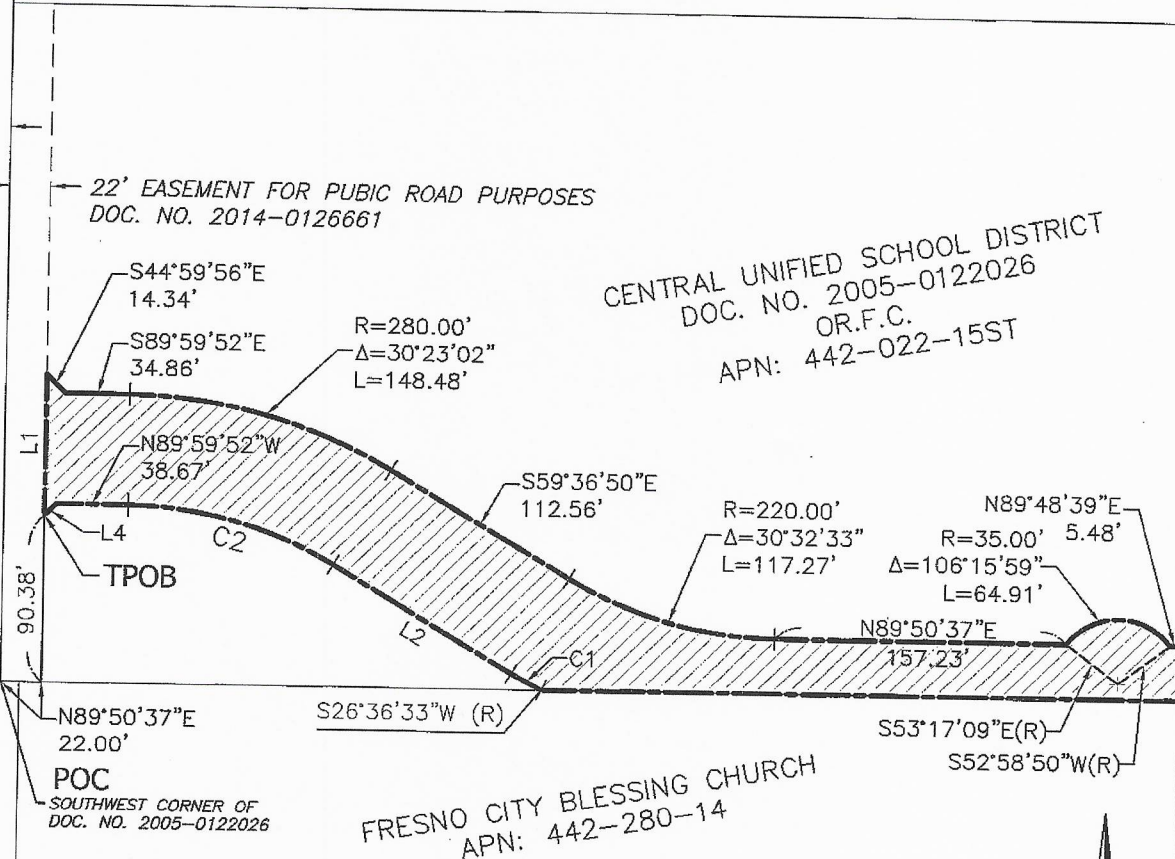 22' EASEMENT FOR PUBIC ROAD PURPOSES
DOC. NO. 2014-0126661
CENTRAL UNIFIED SCHOOL DISTRICT
DOC. NO. 2005-0122026
OR.F.C.
APN: 442-022-15ST
S44°59'56"E
14.34'
S89°59'52"E
34.86'
R=280.00'
Δ=30°23'02"
L=148.48'
L1
N89°59'52"W
38.67'
S59°36'50"E
112.56'
R=220.00'
Δ=30°32'33"
L=117.27'
N89°48'39"E
5.48'
R=35.00'
Δ=106°15'59"
L=64.91'
L4
C2
TPOB
90.38'
L2
C1
N89°50'37"E
157.23'
S26°36'33"W (R)
S53°17'09"E(R)
S52°58'50"W(R)
N89°50'37"E
22.00'
POC
SOUTHWEST CORNER OF
DOC. NO. 2005-0122026
FRESNO CITY BLESSING CHURCH
APN: 442-280-14